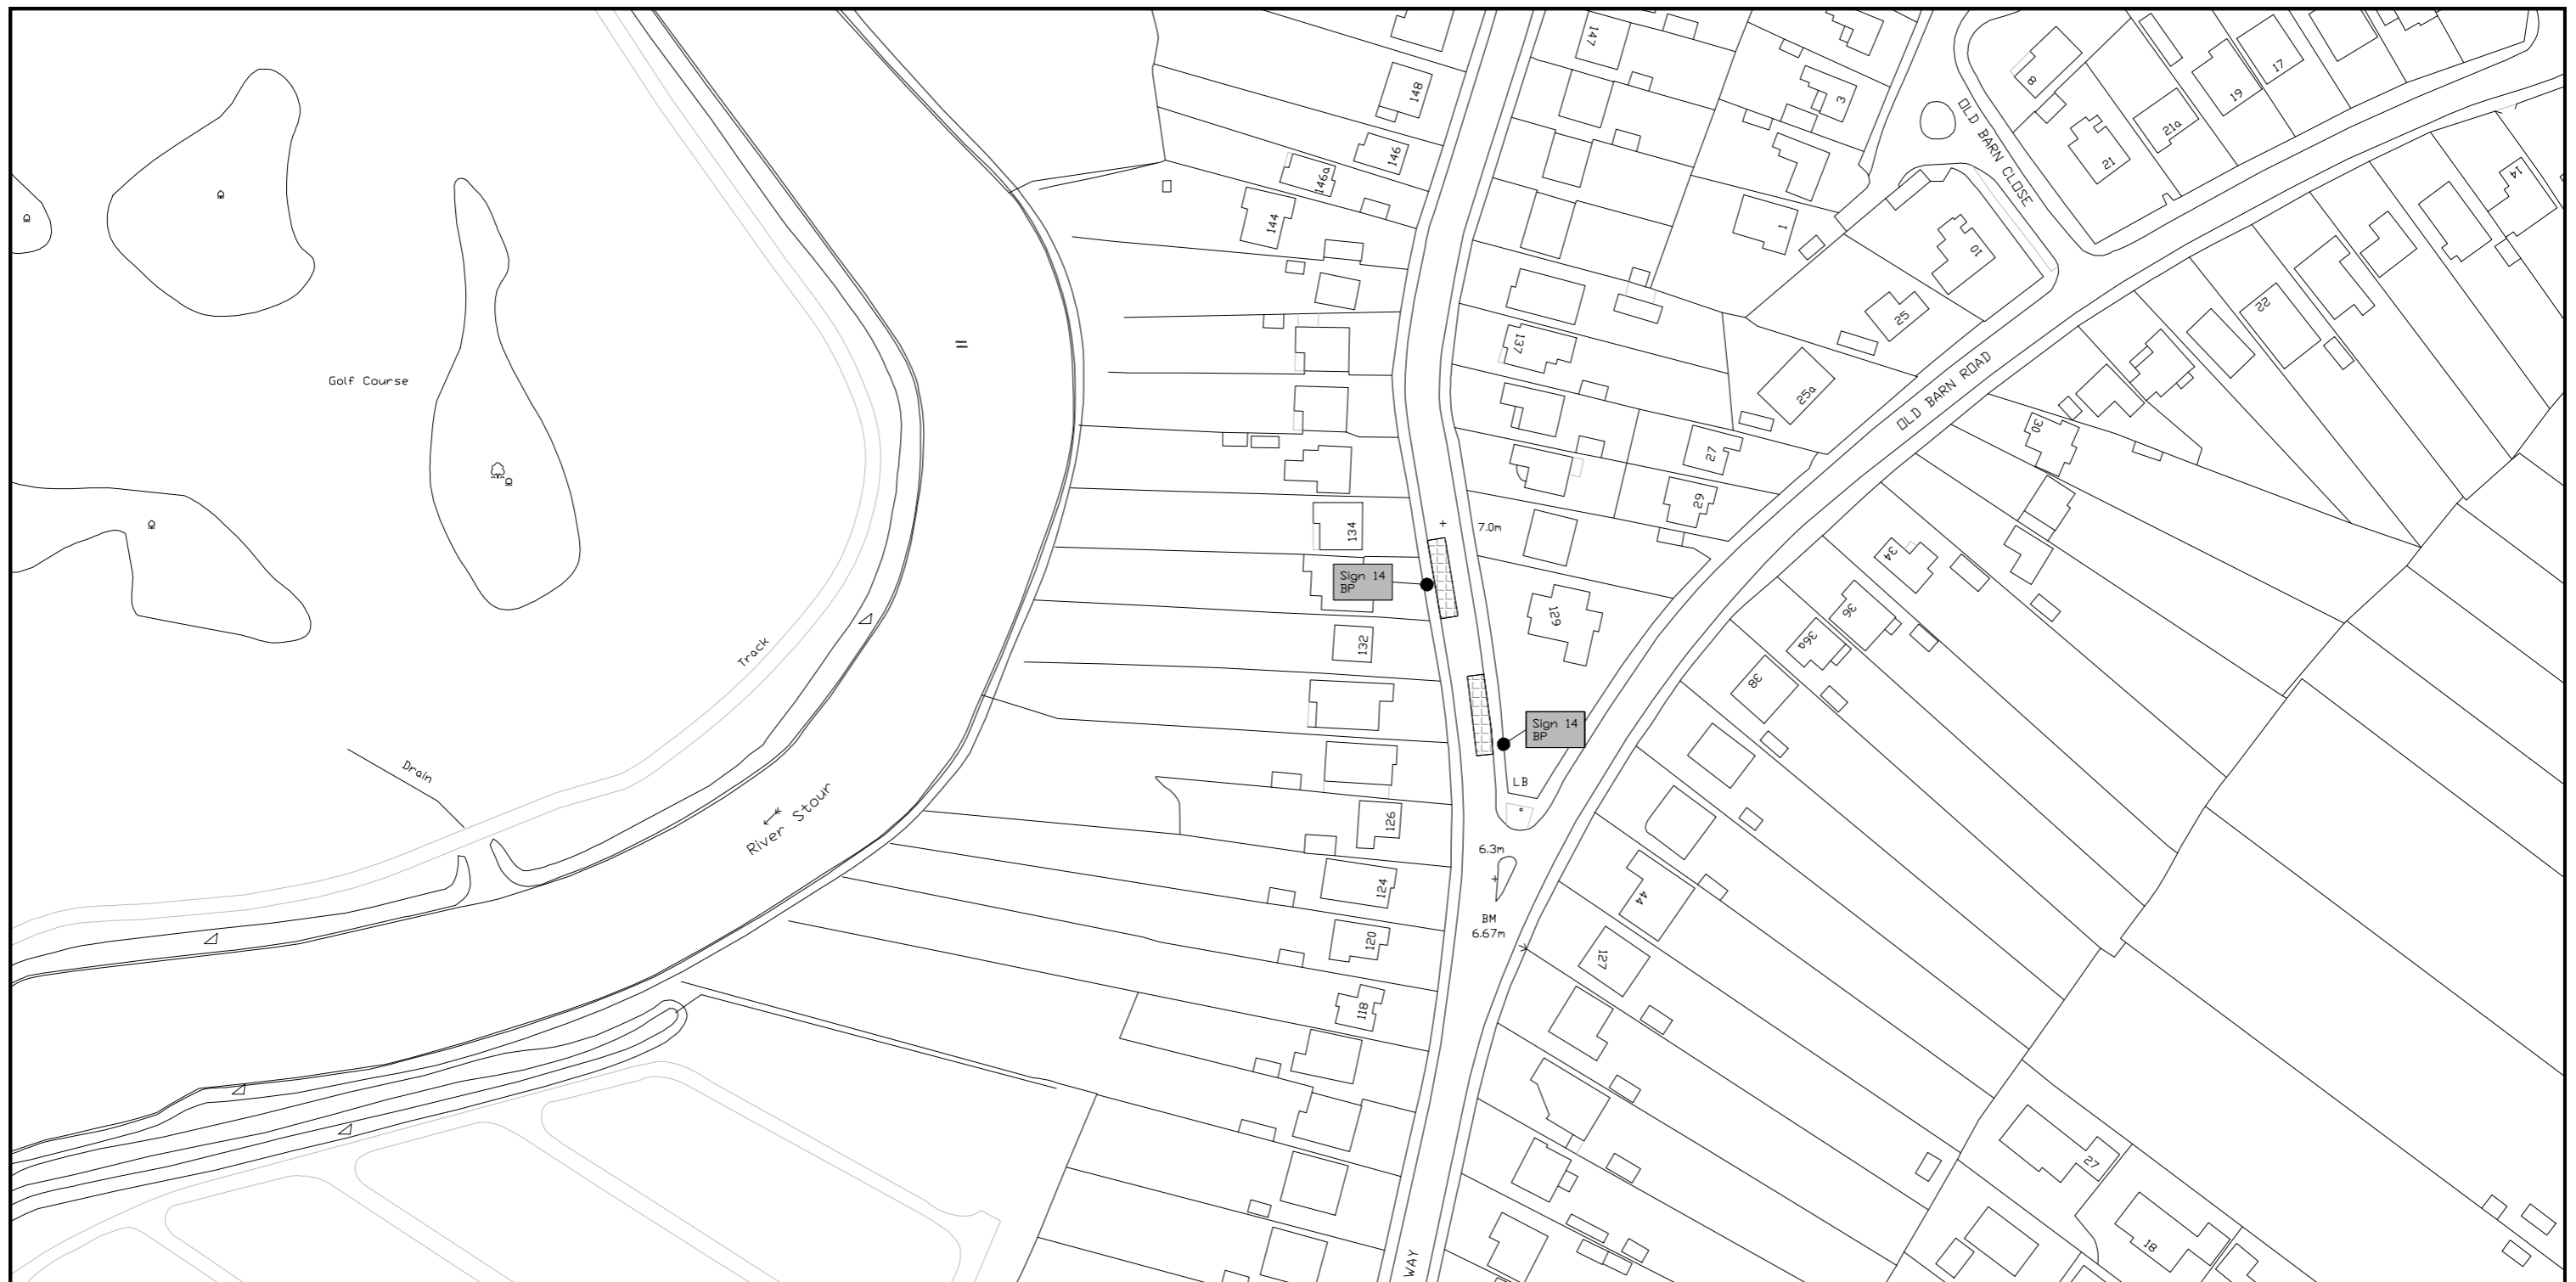 147
8
17
19
21a
21
OLD BARN CLOSE
148
3
146
146a
144
1
14
10
25
22
137
Golf Course
25a
OLD BARN ROAD
27
30
29
134
7.0m
34
Sign 14
BP
129
36
36a
132
Track
38
Sign 14
BP
Drain
LB
River Stour
126
6.3m
124
44
BM
6.67m
120
127
118
27
18
WAY